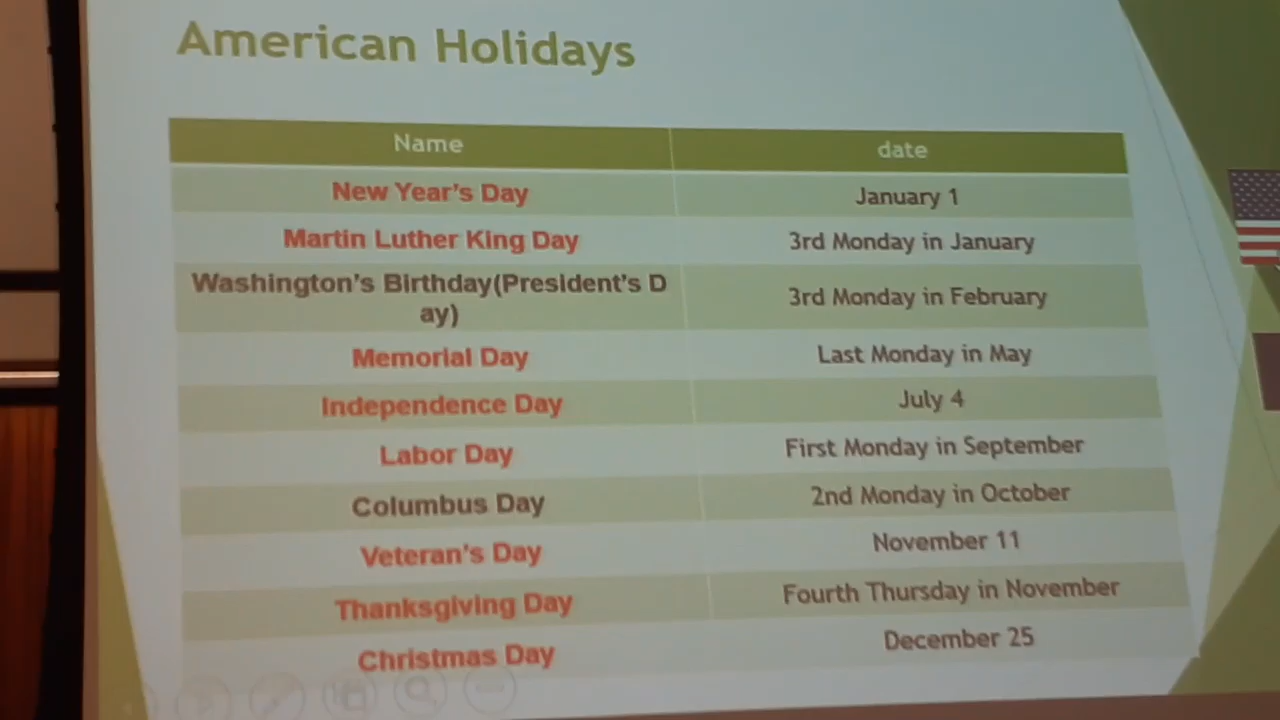 American Holidays
Name date
New Year's Day January 1
Martin Luther King Day 3rd Monday in January
Washington's Birthday(President's D
ay) 3rd Monday in February
Memorial Day Last Monday in May
Independence Day July 4
Labor Day First Monday in September
Columbus Day 2nd Monday in October
Veteran's Day November 11
Thanksgiving Day Fourth Thursday in November
Christmas Day December 25